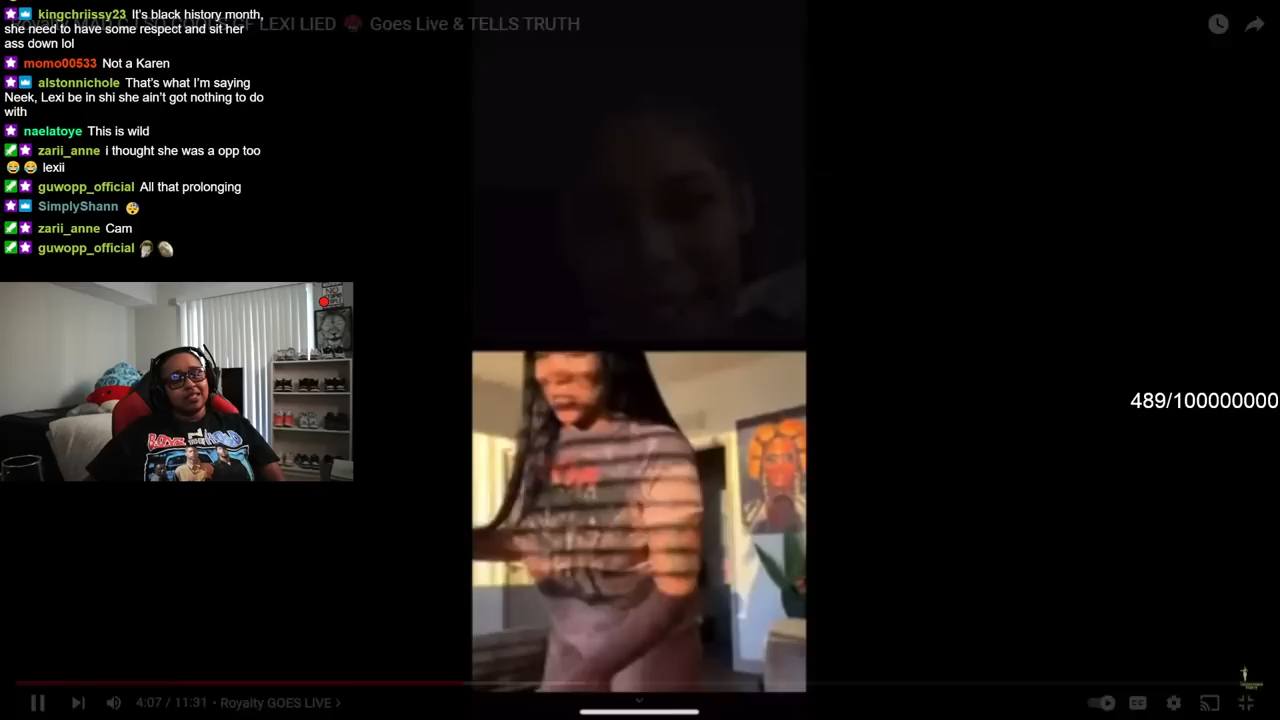 kingchriissy23 It's black history month,
she need to have some respect and sit her
ass down lol
LEXI LIED Goes Live & TELLS TRUTH
momo00533 Not a Karen
alstonnichole That's what I'm saying
Neek, Lexi be in shi she ain't got nothing to do
with
naelatoye This is wild
zarii_anne i thought she was a opp too
😂 😂 lexii
guwopp_official All that prolonging
SimplyShann
zarii_anne Cam
guwopp_official
489/100000000
4:07 / 11:31 • Royalty GOES LIVE >
CC